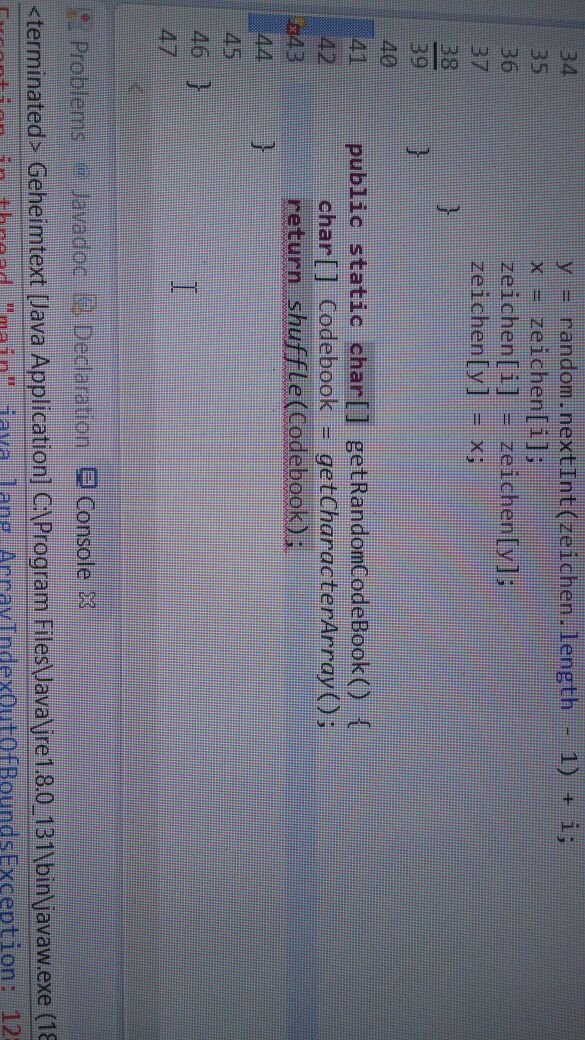 34 y = random.nextInt(zeichen.length - 1) + i;
35 x = zeichen[i];
36 zeichen[i] = zeichen[y];
37 zeichen[y] = x;
38 }
39 }
40
41 public static char[] getRandomCodeBook() {
42 char[] Codebook = getCharacterArray();
43 return shuffle(Codebook);
44 }
45
46 }
47
Problems @ Javadoc Declaration Console
<terminated> Geheimtext [Java Application] C:\Program Files\Java\jre1.8.0_131\bin\javaw.exe (18
Exception in thread "main" java.lang.ArrayIndexOutOfBoundsException: 12